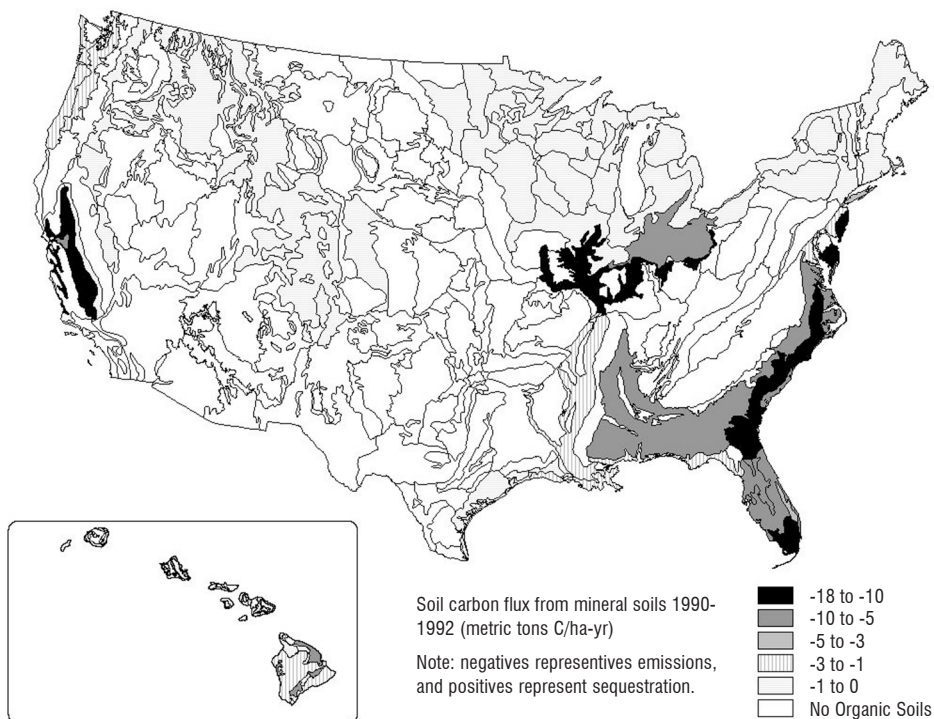 Soil carbon flux from mineral soils 1990-
1992 (metric tons C/ha-yr)
Note: negatives representives emissions,
and positives represent sequestration.
-18 to -10
-10 to -5
-5 to -3
-3 to -1
-1 to 0
No Organic Soils